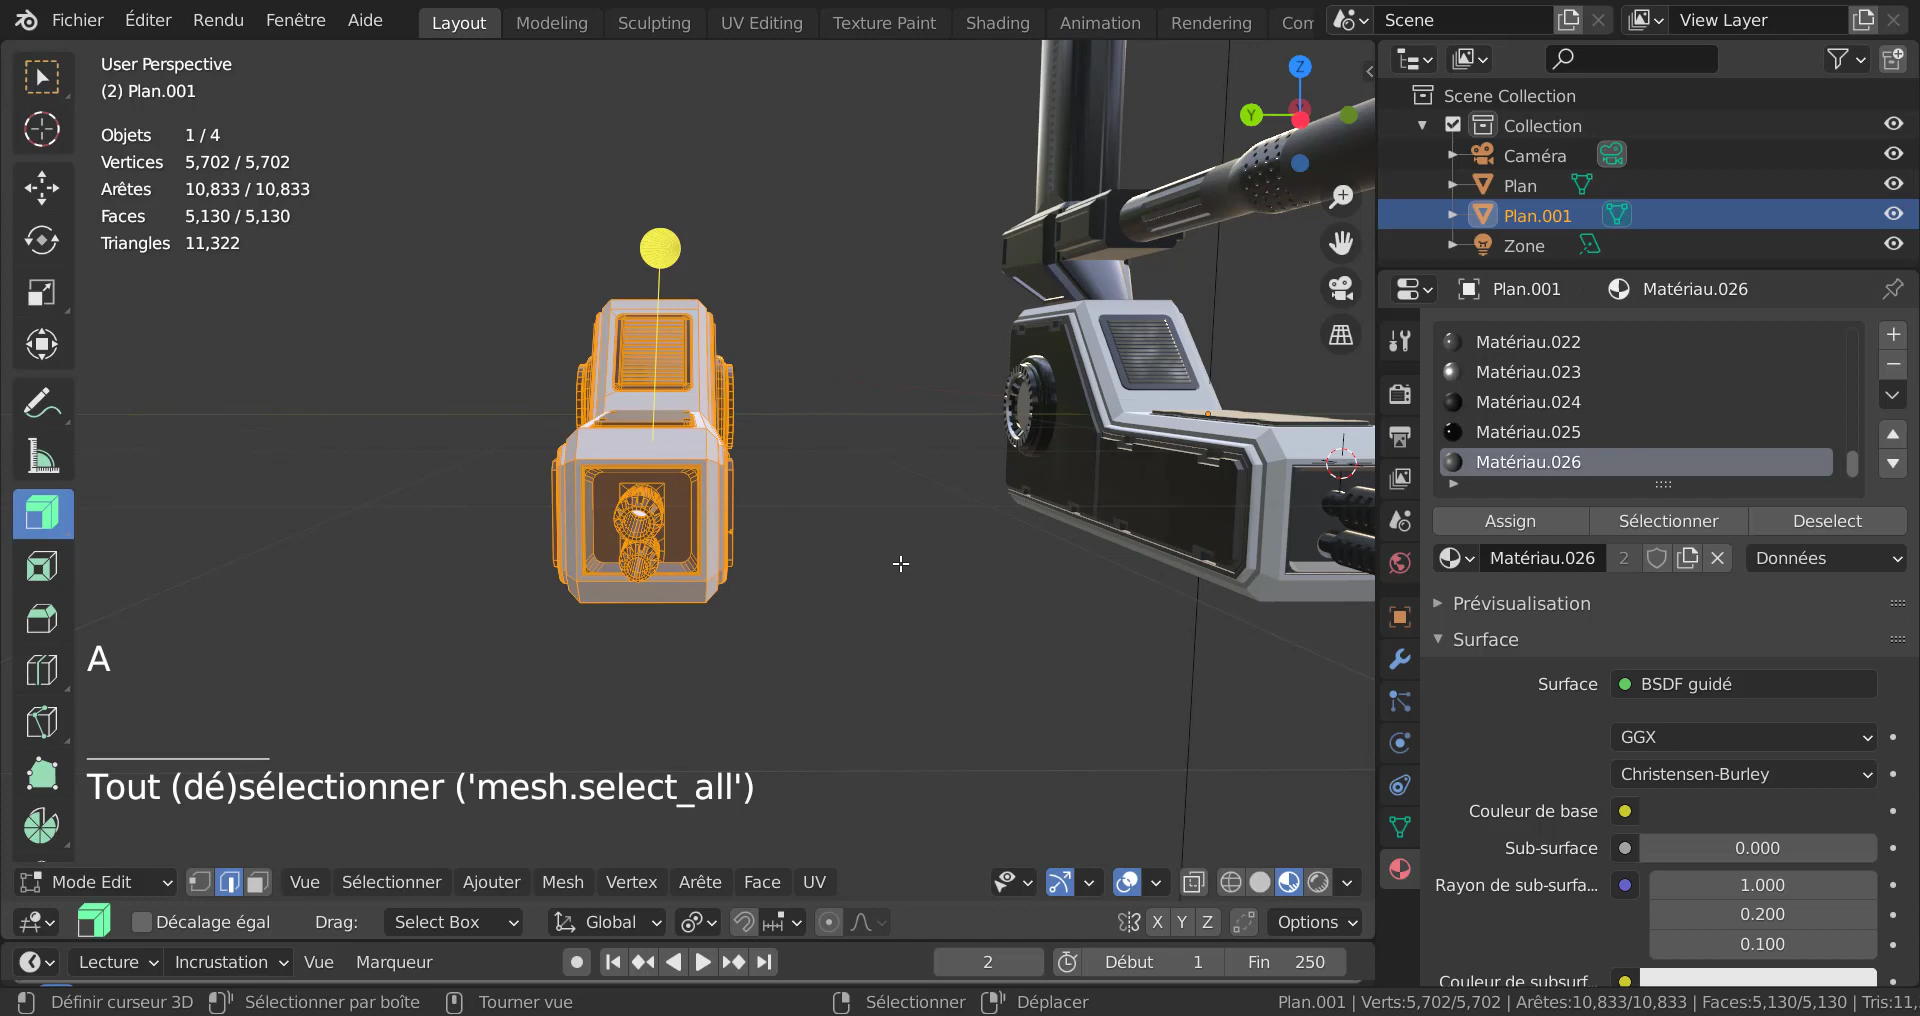 Fichier Éditer Rendu Fenêtre Aide Layout Modeling Sculpting UV Editing Texture Paint Shading Animation Rendering Com Scene View Layer
User Perspective
(2) Plan.001
Objets 1 / 4
Vertices 5,702 / 5,702
Arêtes 10,833 / 10,833
Faces 5,130 / 5,130
Triangles 11,322
Z
Y
A
Tout (dé)sélectionner ('mesh.select_all')
Scene Collection
Collection
Caméra
Plan
Plan.001
Zone
Plan.001 Matériau.026
Matériau.022
Matériau.023
Matériau.024
Matériau.025
Matériau.026
Assign Sélectionner Deselect
Matériau.026 2 Données
Prévisualisation
Surface
Surface BSDF guidé
GGX
Christensen-Burley
Couleur de base
Sub-surface 0.000
Rayon de sub-surfa... 1.000
0.200
0.100
Couleur de subsurf...
Mode Edit Vue Sélectionner Ajouter Mesh Vertex Arête Face UV
Décalage égal Drag: Select Box Global X Y Z Options
Lecture Incrustation Vue Marqueur 2 Début 1 Fin 250
Définir curseur 3D Sélectionner par boîte Tourner vue Sélectionner Déplacer Plan.001 | Verts:5,702/5,702 | Arêtes:10,833/10,833 | Faces:5,130/5,130 | Tris:11,